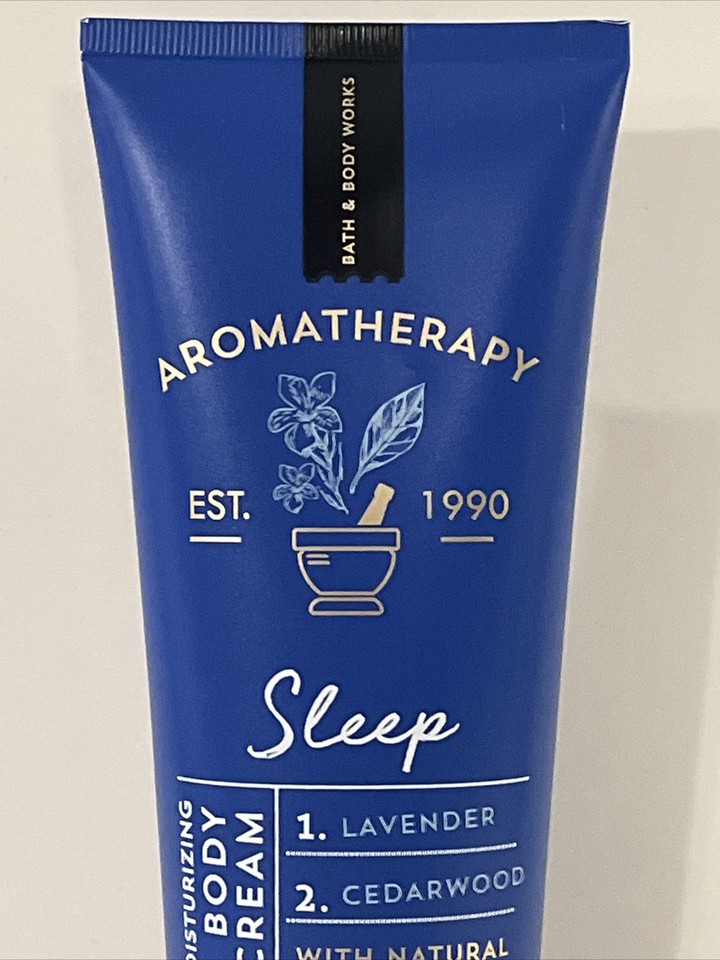 BATH & BODY WORKS
AROMATHERAPY
EST. 1990
Sleep
BODY
CREAM
1. LAVENDER
2. CEDARWOOD
WITH NATURAL